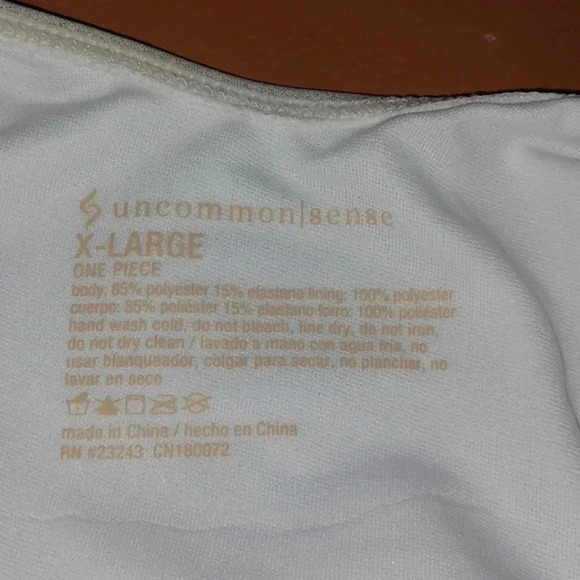 uncommon|sense
X-LARGE
ONE PIECE
body: 85% polyester 15% elastane lining: 100% polyester
cuerpo: 85% poliéster 15% elastano forro: 100% poliéster
hand wash cold, do not bleach, line dry, do not iron,
do not dry clean / lavado a mano con agua fria, no
usar blanqueador, colgar para secar, no planchar, no
lavar en seco
made in China / hecho en China
RN #23243 CN180072